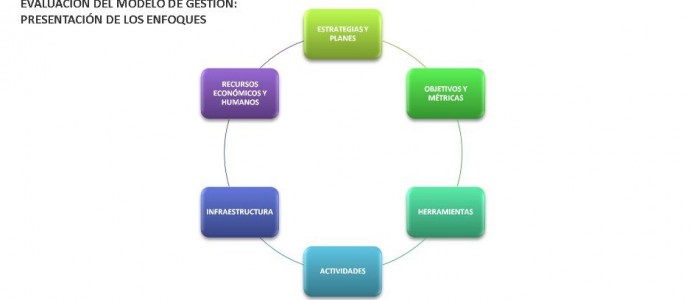 EVALUACIÓN DEL MODELO DE GESTIÓN:
PRESENTACIÓN DE LOS ENFOQUES
ESTRATEGIAS Y
PLANES
OBJETIVOS Y
MÉTRICAS
HERRAMIENTAS
ACTIVIDADES
INFRAESTRUCTURA
RECURSOS
ECONÓMICOS Y
HUMANOS